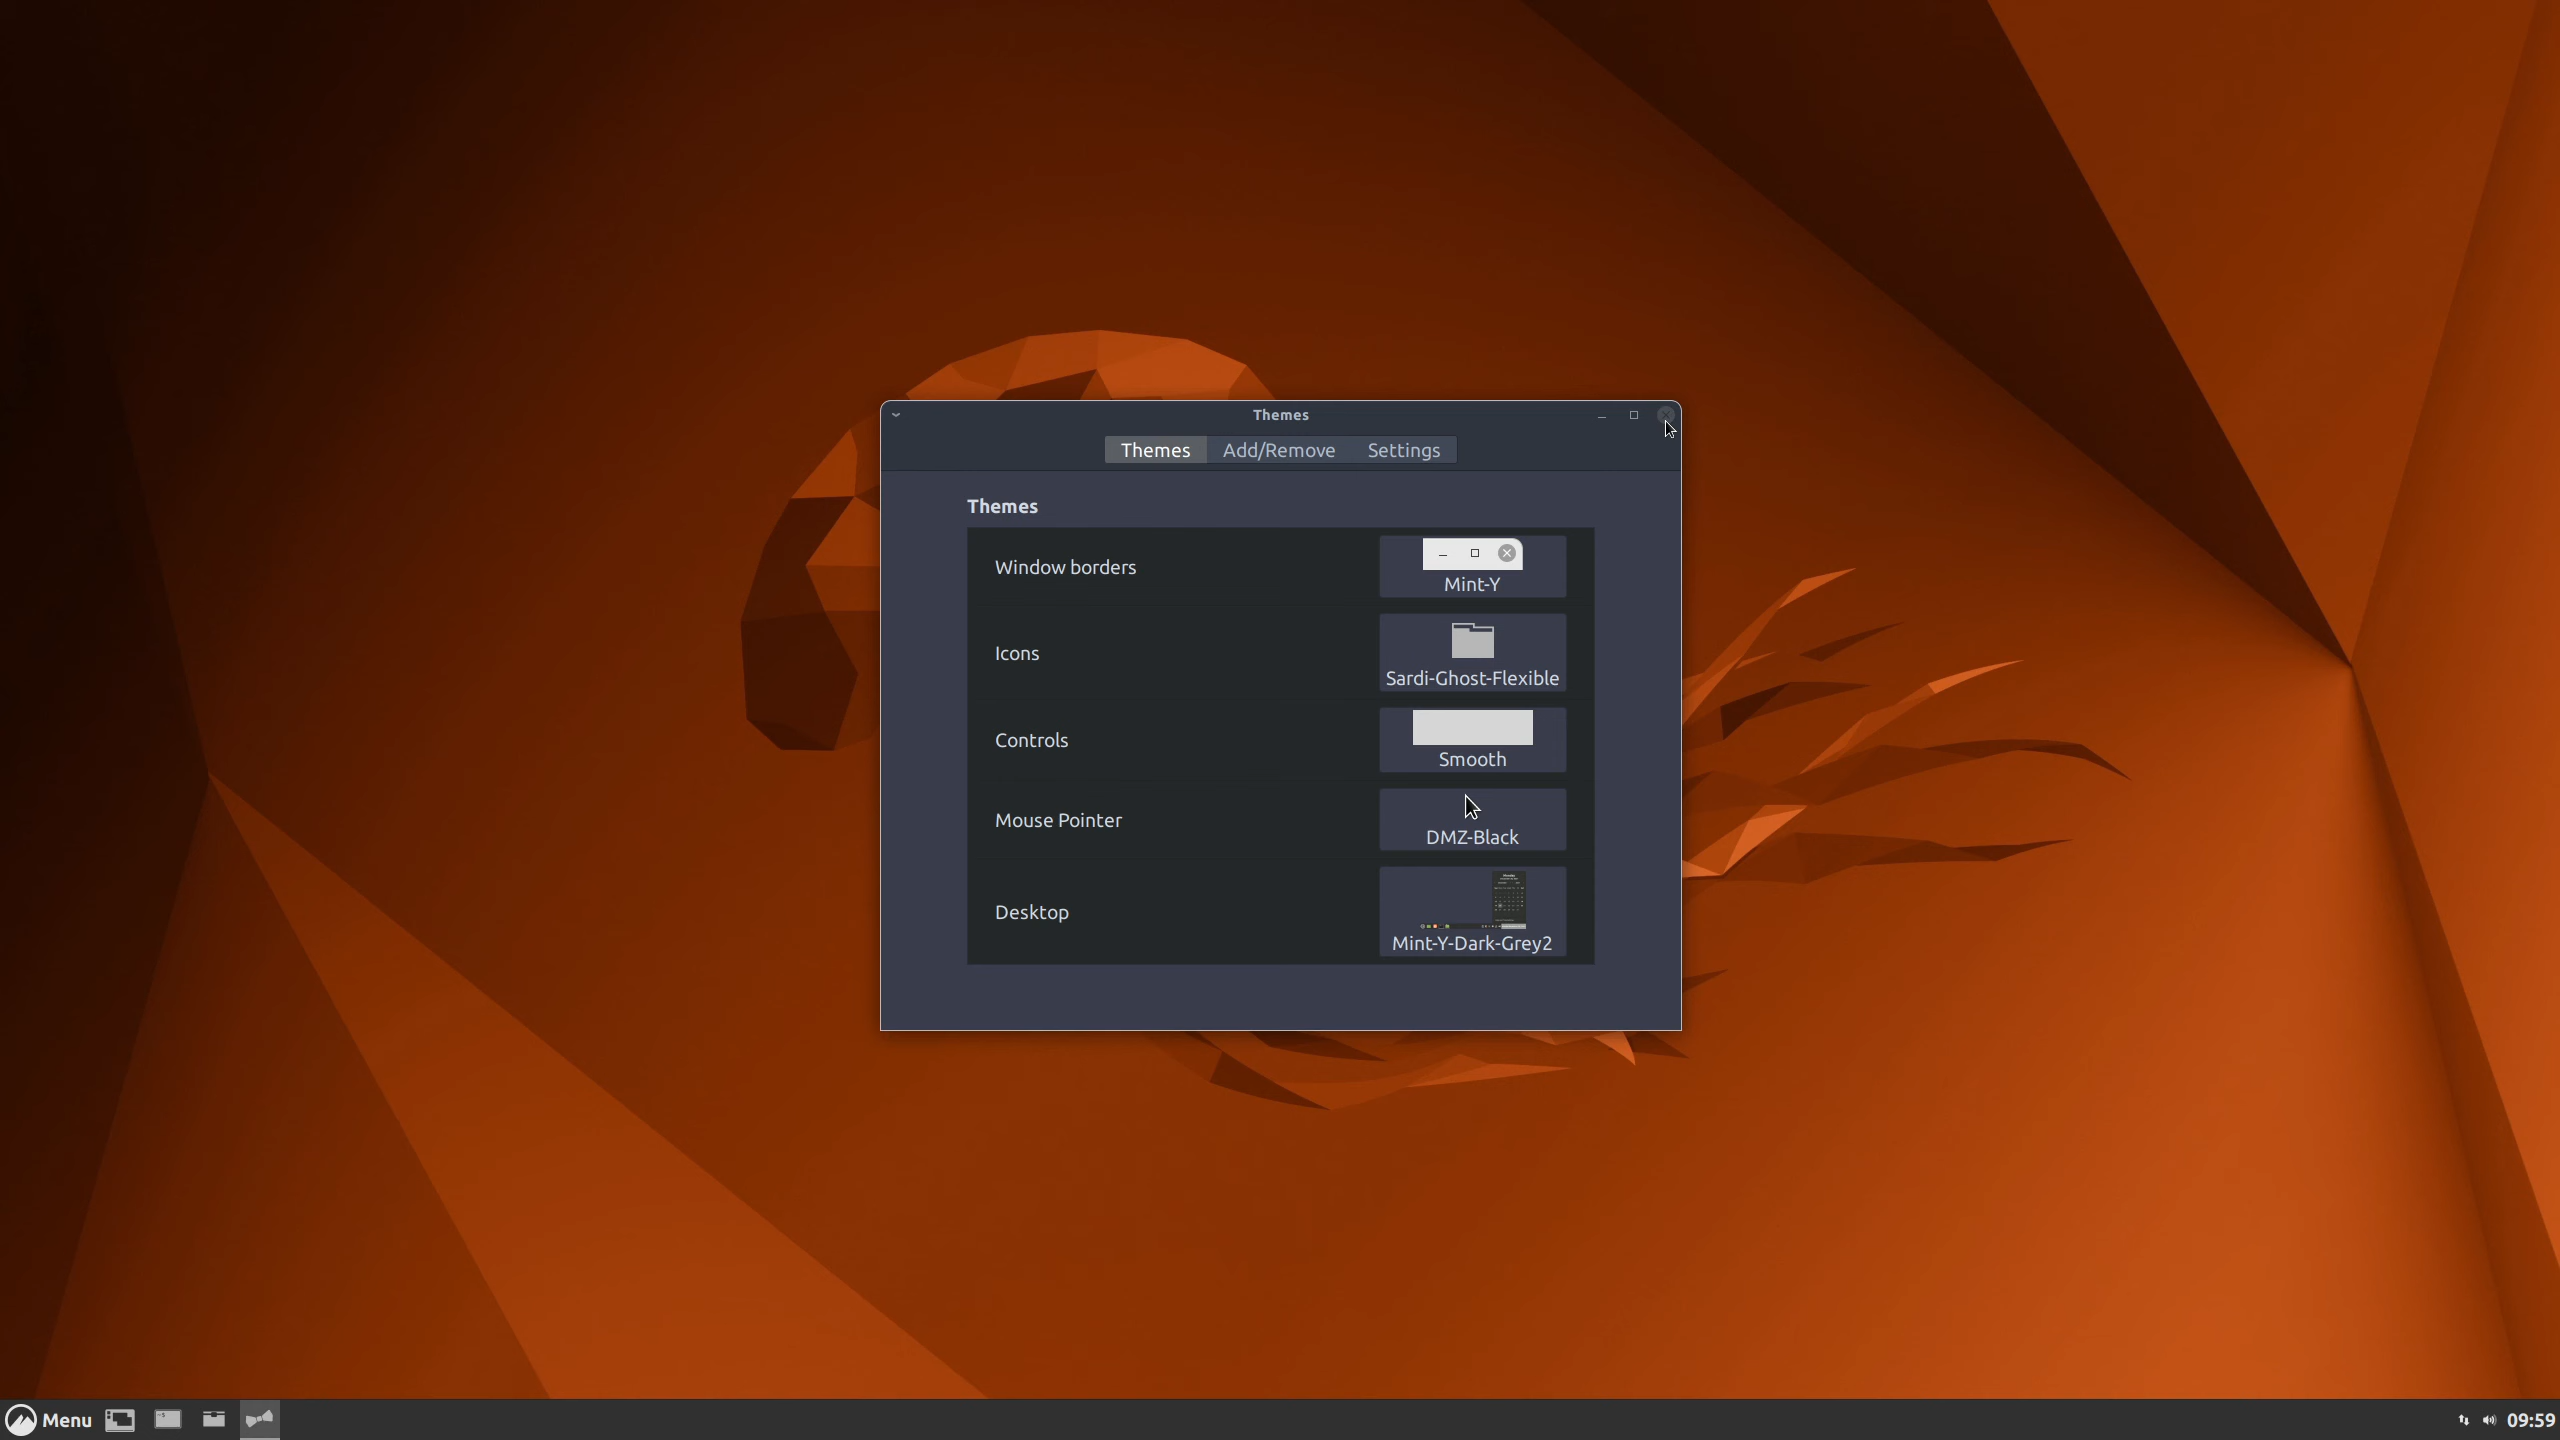 Themes
Themes Add/Remove Settings
Themes
Window borders
Mint-Y
Icons
Sardi-Ghost-Flexible
Controls
Smooth
Mouse Pointer
DMZ-Black
Desktop
Mint-Y-Dark-Grey2
Menu
09:59